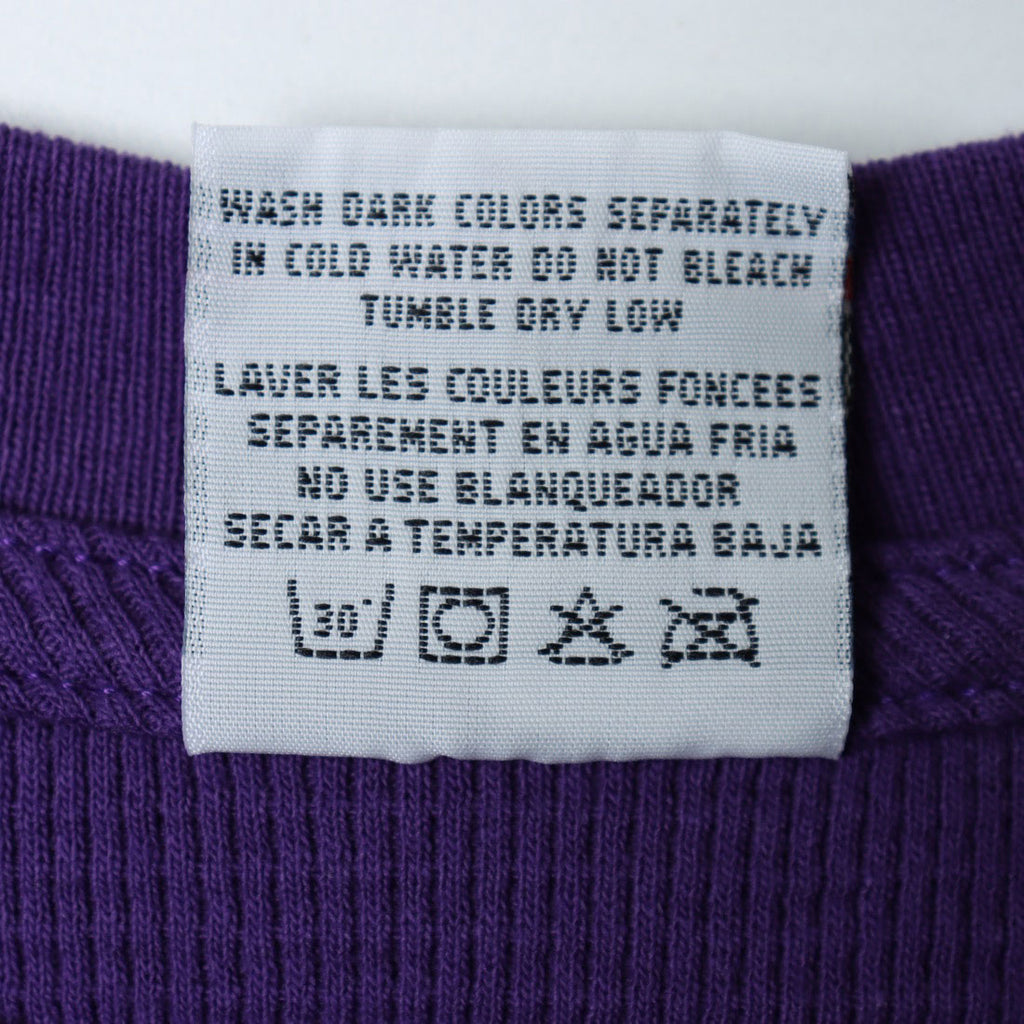 WASH DARK COLORS SEPARATELY
IN COLD WATER DO NOT BLEACH
TUMBLE DRY LOW
LAVER LES COULEURS FONCEES
SEPAREMENT EN AGUA FRIA
NO USE BLANQUEADOR
SECAR A TEMPERATURA BAJA
30°